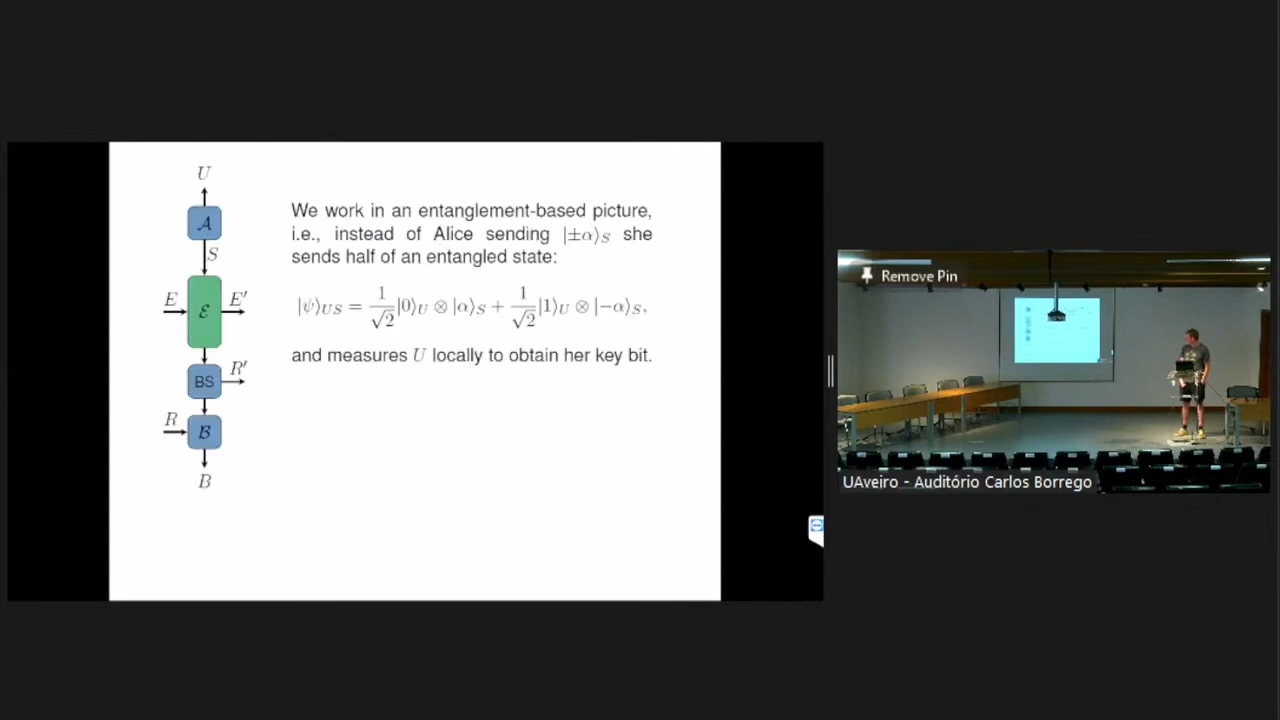 U
A
S
E
E
E′
BS
R′
R
B
B
We work in an entanglement-based picture,
i.e., instead of Alice sending |±α⟩_S she
sends half of an entangled state:
|ψ⟩_US = 1/√2 |0⟩_U ⊗ |α⟩_S + 1/√2 |1⟩_U ⊗ |−α⟩_S,
and measures U locally to obtain her key bit.
Remove Pin
UAveiro - Auditório Carlos Borrego